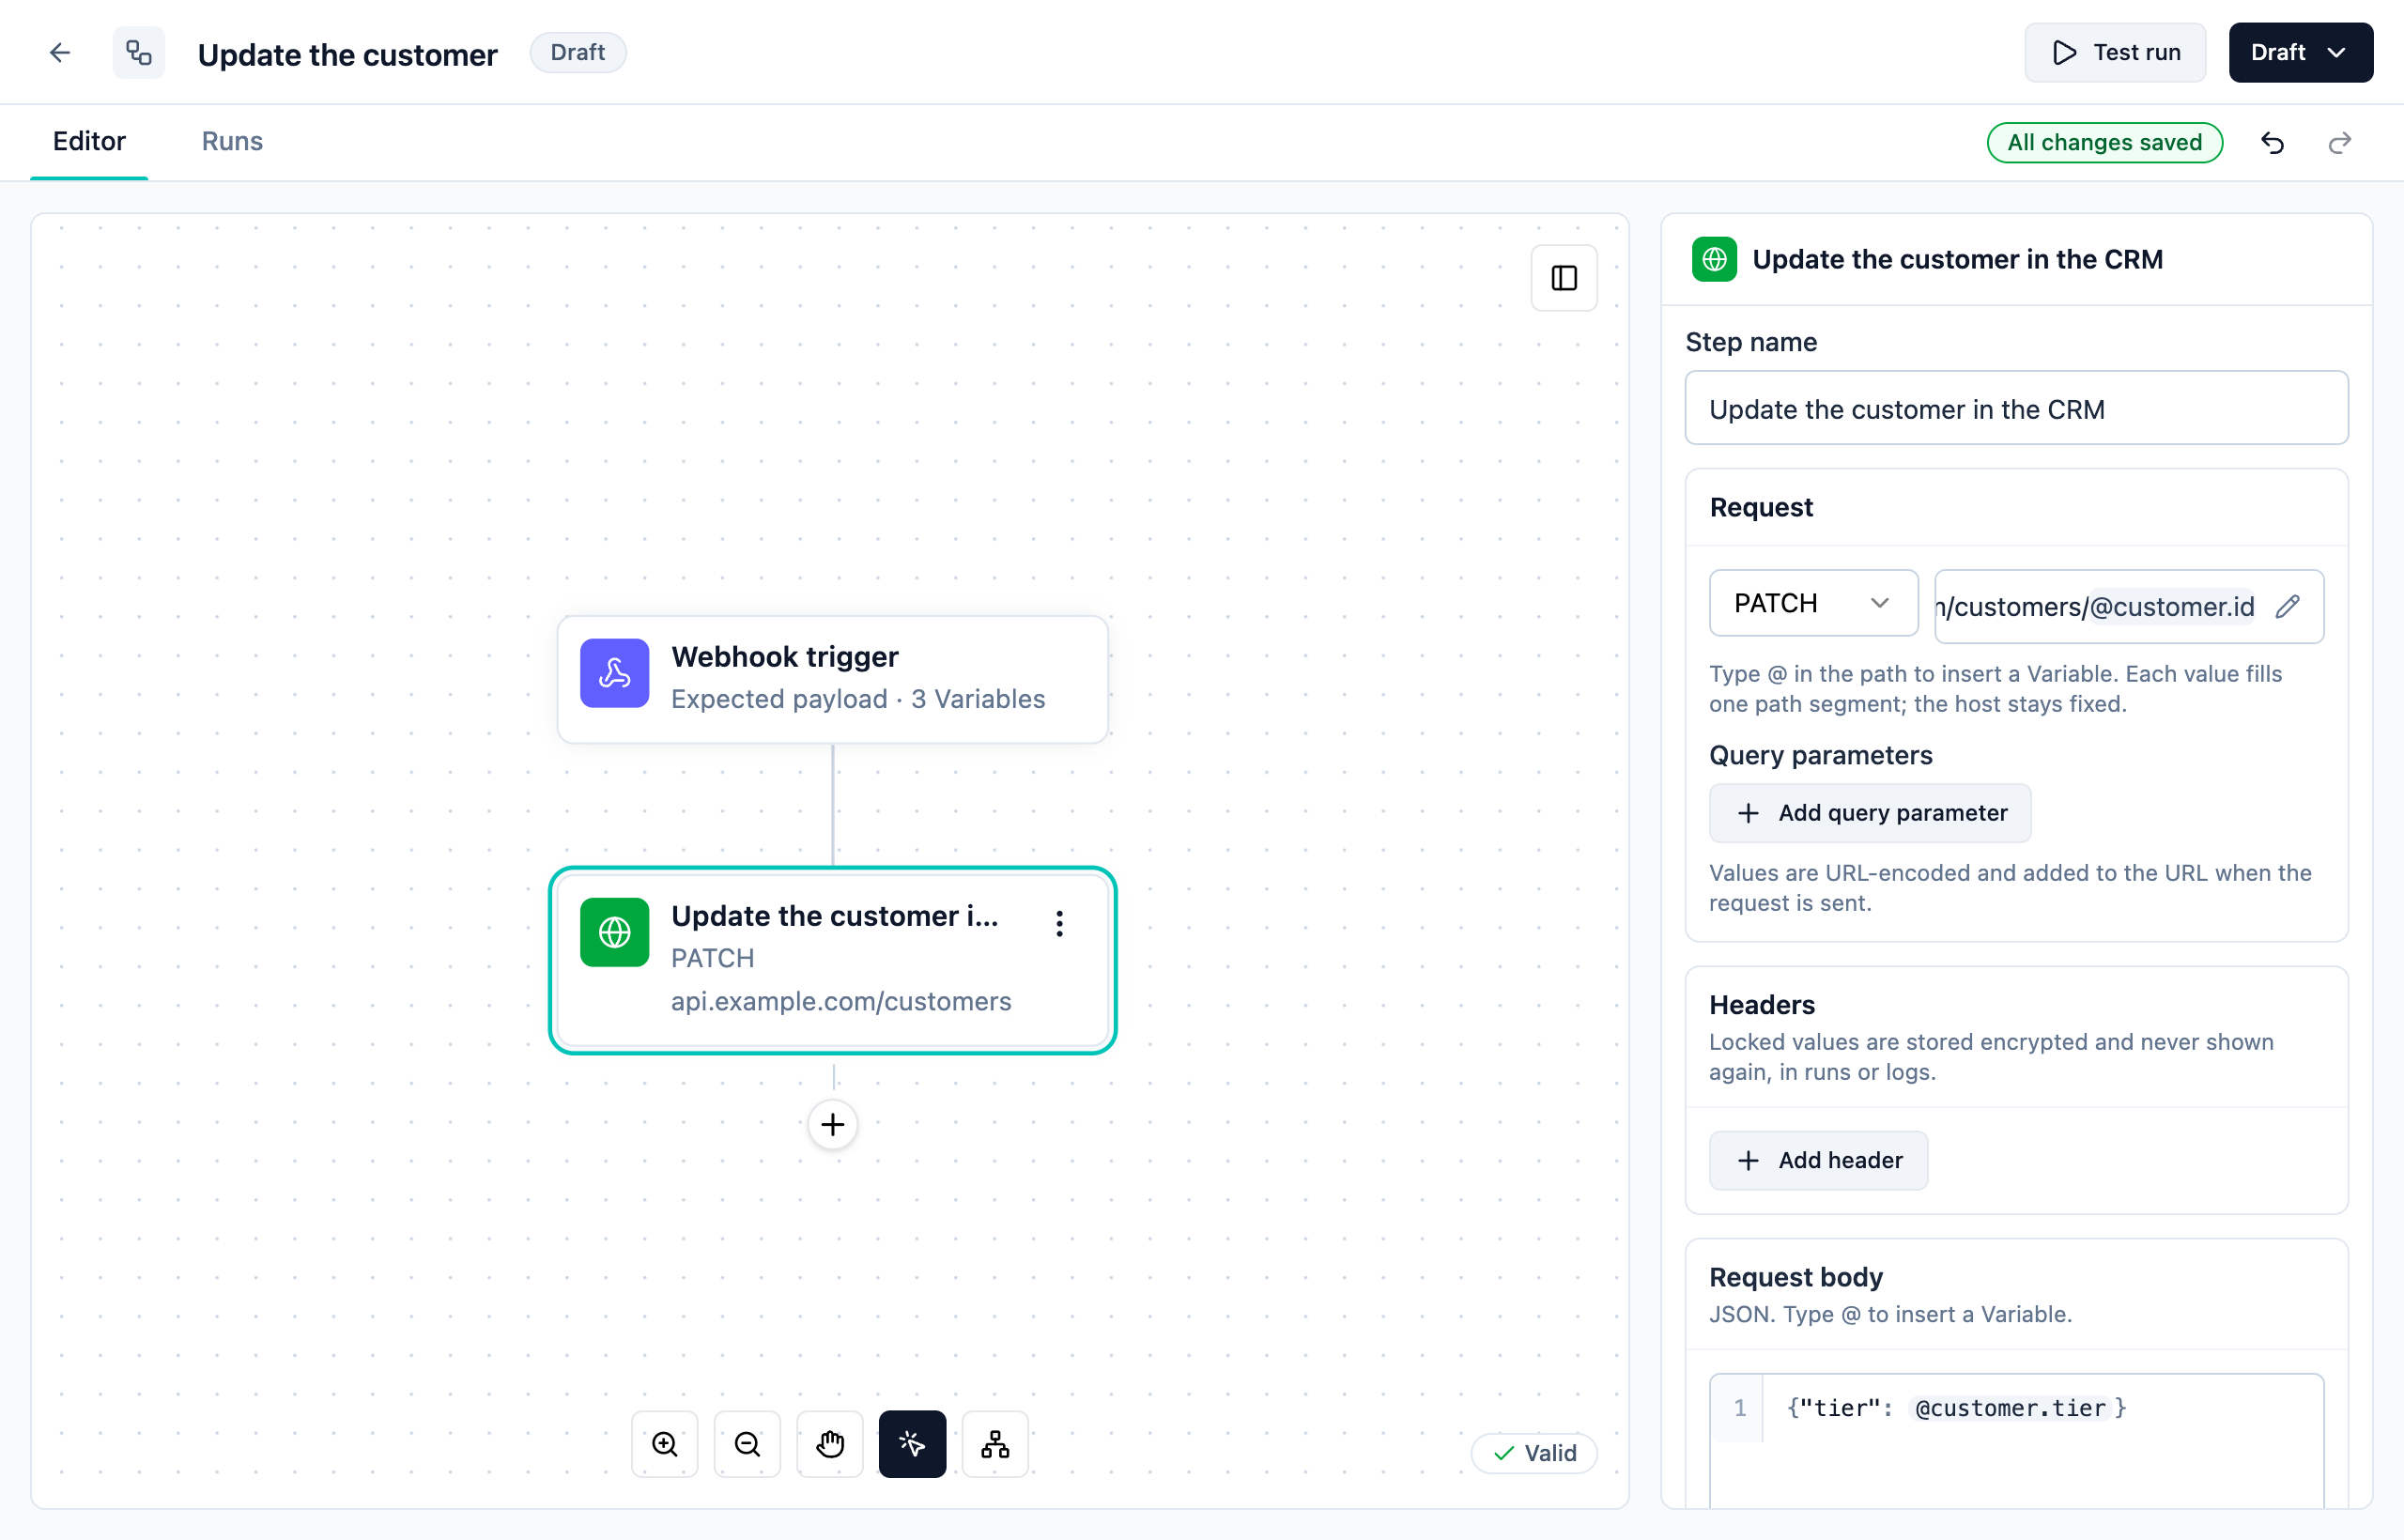 Update the customer
Draft
Test run
Draft
Editor
Runs
All changes saved
Webhook trigger
Expected payload · 3 Variables
Update the customer i...
PATCH
api.example.com/customers
Valid
Update the customer in the CRM
Step name
Update the customer in the CRM
Request
PATCH
/customers/@customer.id
Type @ in the path to insert a Variable. Each value fills
one path segment; the host stays fixed.
Query parameters
Add query parameter
Values are URL-encoded and added to the URL when the
request is sent.
Headers
Locked values are stored encrypted and never shown
again, in runs or logs.
Add header
Request body
JSON. Type @ to insert a Variable.
1 {"tier": @customer.tier}